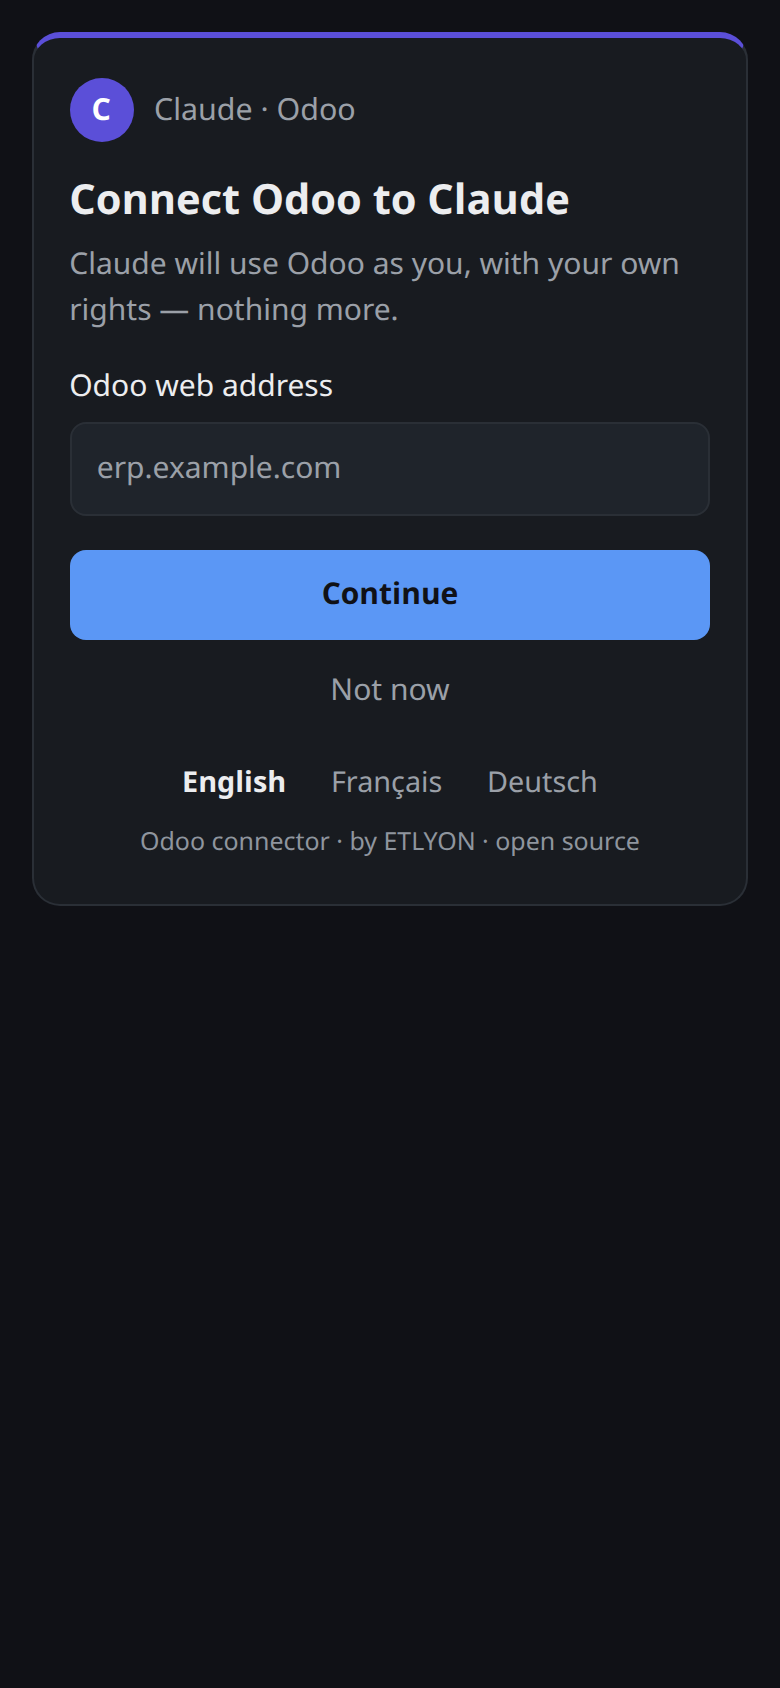 C
Claude · Odoo
Connect Odoo to Claude
Claude will use Odoo as you, with your own
rights — nothing more.
Odoo web address
erp.example.com
Continue
Not now
English Français Deutsch
Odoo connector · by ETLYON · open source